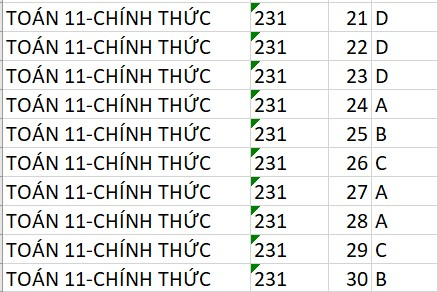 TOÁN 11-CHÍNH THỨC 231 21 D
TOÁN 11-CHÍNH THỨC 231 22 D
TOÁN 11-CHÍNH THỨC 231 23 D
TOÁN 11-CHÍNH THỨC 231 24 A
TOÁN 11-CHÍNH THỨC 231 25 B
TOÁN 11-CHÍNH THỨC 231 26 C
TOÁN 11-CHÍNH THỨC 231 27 A
TOÁN 11-CHÍNH THỨC 231 28 A
TOÁN 11-CHÍNH THỨC 231 29 C
TOÁN 11-CHÍNH THỨC 231 30 B